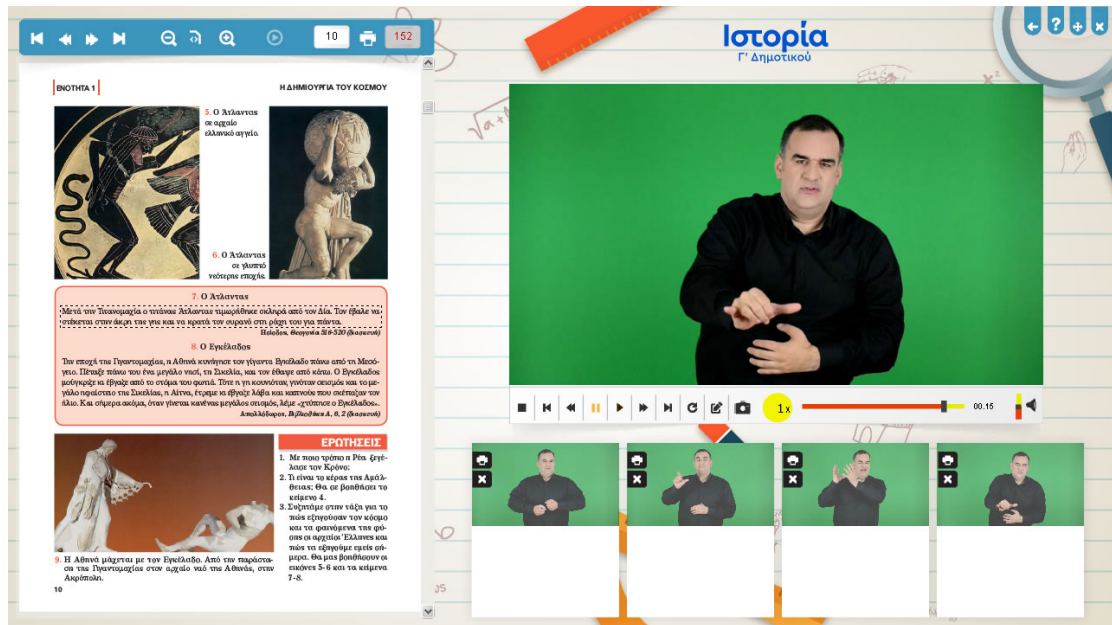 10
152
Ιστορία
Γ' Δημοτικού
ΕΝΟΤΗΤΑ 1
Η ΔΗΜΙΟΥΡΓΙΑ ΤΟΥ ΚΟΣΜΟΥ
5. Ο Άτλαντας
σε αρχαίο
ελληνικό αγγείο.
6. Ο Άτλαντας
σε γλυπτό
νεότερης εποχής.
7. Ο Άτλαντας
Μετά την Τιτανομαχία ο τιτάνας Άτλαντας τιμωρήθηκε σκληρά από τον Δία. Τον έβαλε να
στέκεται στην άκρη της γης και να κρατά τον ουρανό στη ράχη του για πάντα.
Ησίοδος, Θεογονία 516-520 (διασκευή)
8. Ο Εγκέλαδος
Την εποχή της Γιγαντομαχίας, η Αθηνά κυνήγησε τον γίγαντα Εγκέλαδο πάνω από τη Μεσό-
γειο. Πέταξε πάνω του ένα μεγάλο νησί, τη Σικελία, και τον έθαψε από κάτω. Ο Εγκέλαδος
μούγκριζε κι έβγαζε από το στόμα του φωτιά. Τότε η γη κουνιόταν, γινόταν σεισμός και το με-
γάλο ηφαίστειο της Σικελίας, η Αίτνα, έτρεμε κι έβγαζε λάβα και καπνούς που σκέπαζαν τον
ήλιο. Και σήμερα ακόμα, όταν γίνεται κανένας μεγάλος σεισμός, λέμε «χτύπησε ο Εγκέλαδος».
Απολλόδωρος, Βιβλιοθήκη Α, 6, 2 (διασκευή)
ΕΡΩΤΗΣΕΙΣ
1. Με ποιο τρόπο η Ρέα ξεγέ-
λασε τον Κρόνο;
2. Τι είναι το κέρας της Αμάλ-
θειας; Θα σε βοηθήσει το
κείμενο 4.
3. Συζητάμε στην τάξη για το
πώς εξηγούσαν τον κόσμο
και τα φαινόμενα της φύ-
σης οι αρχαίοι Έλληνες και
πώς τα εξηγούμε εμείς σή-
μερα. Θα μας βοηθήσουν οι
εικόνες 5-6 και τα κείμενα
7-8.
9. Η Αθηνά μάχεται με τον Εγκέλαδο. Από την παράστα-
ση της Γιγαντομαχίας στον αρχαίο ναό της Αθηνάς, στην
Ακρόπολη.
10
1x
00.15